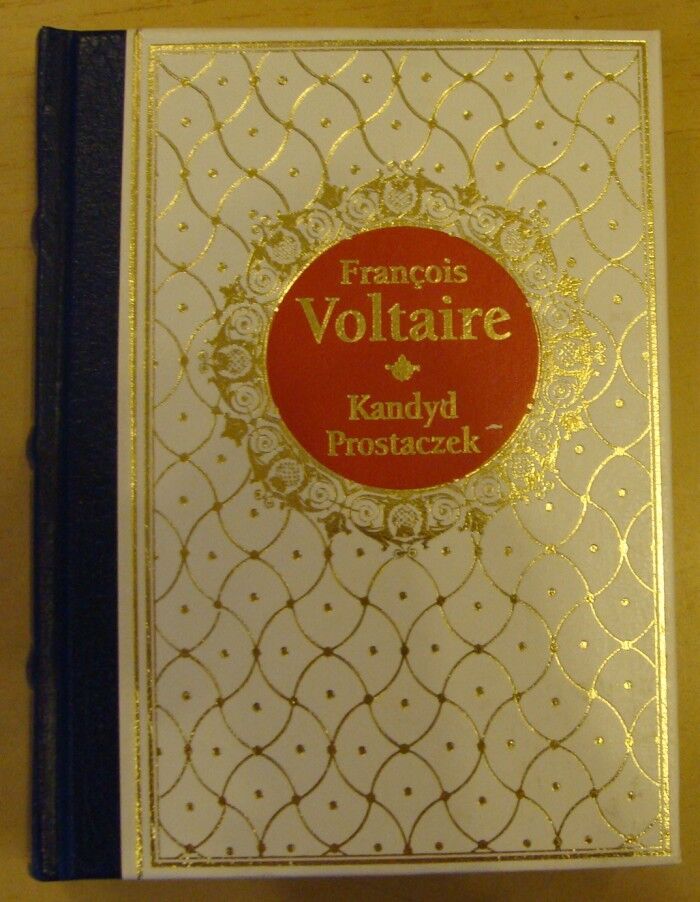 François
Voltaire
Kandyd
Prostaczek